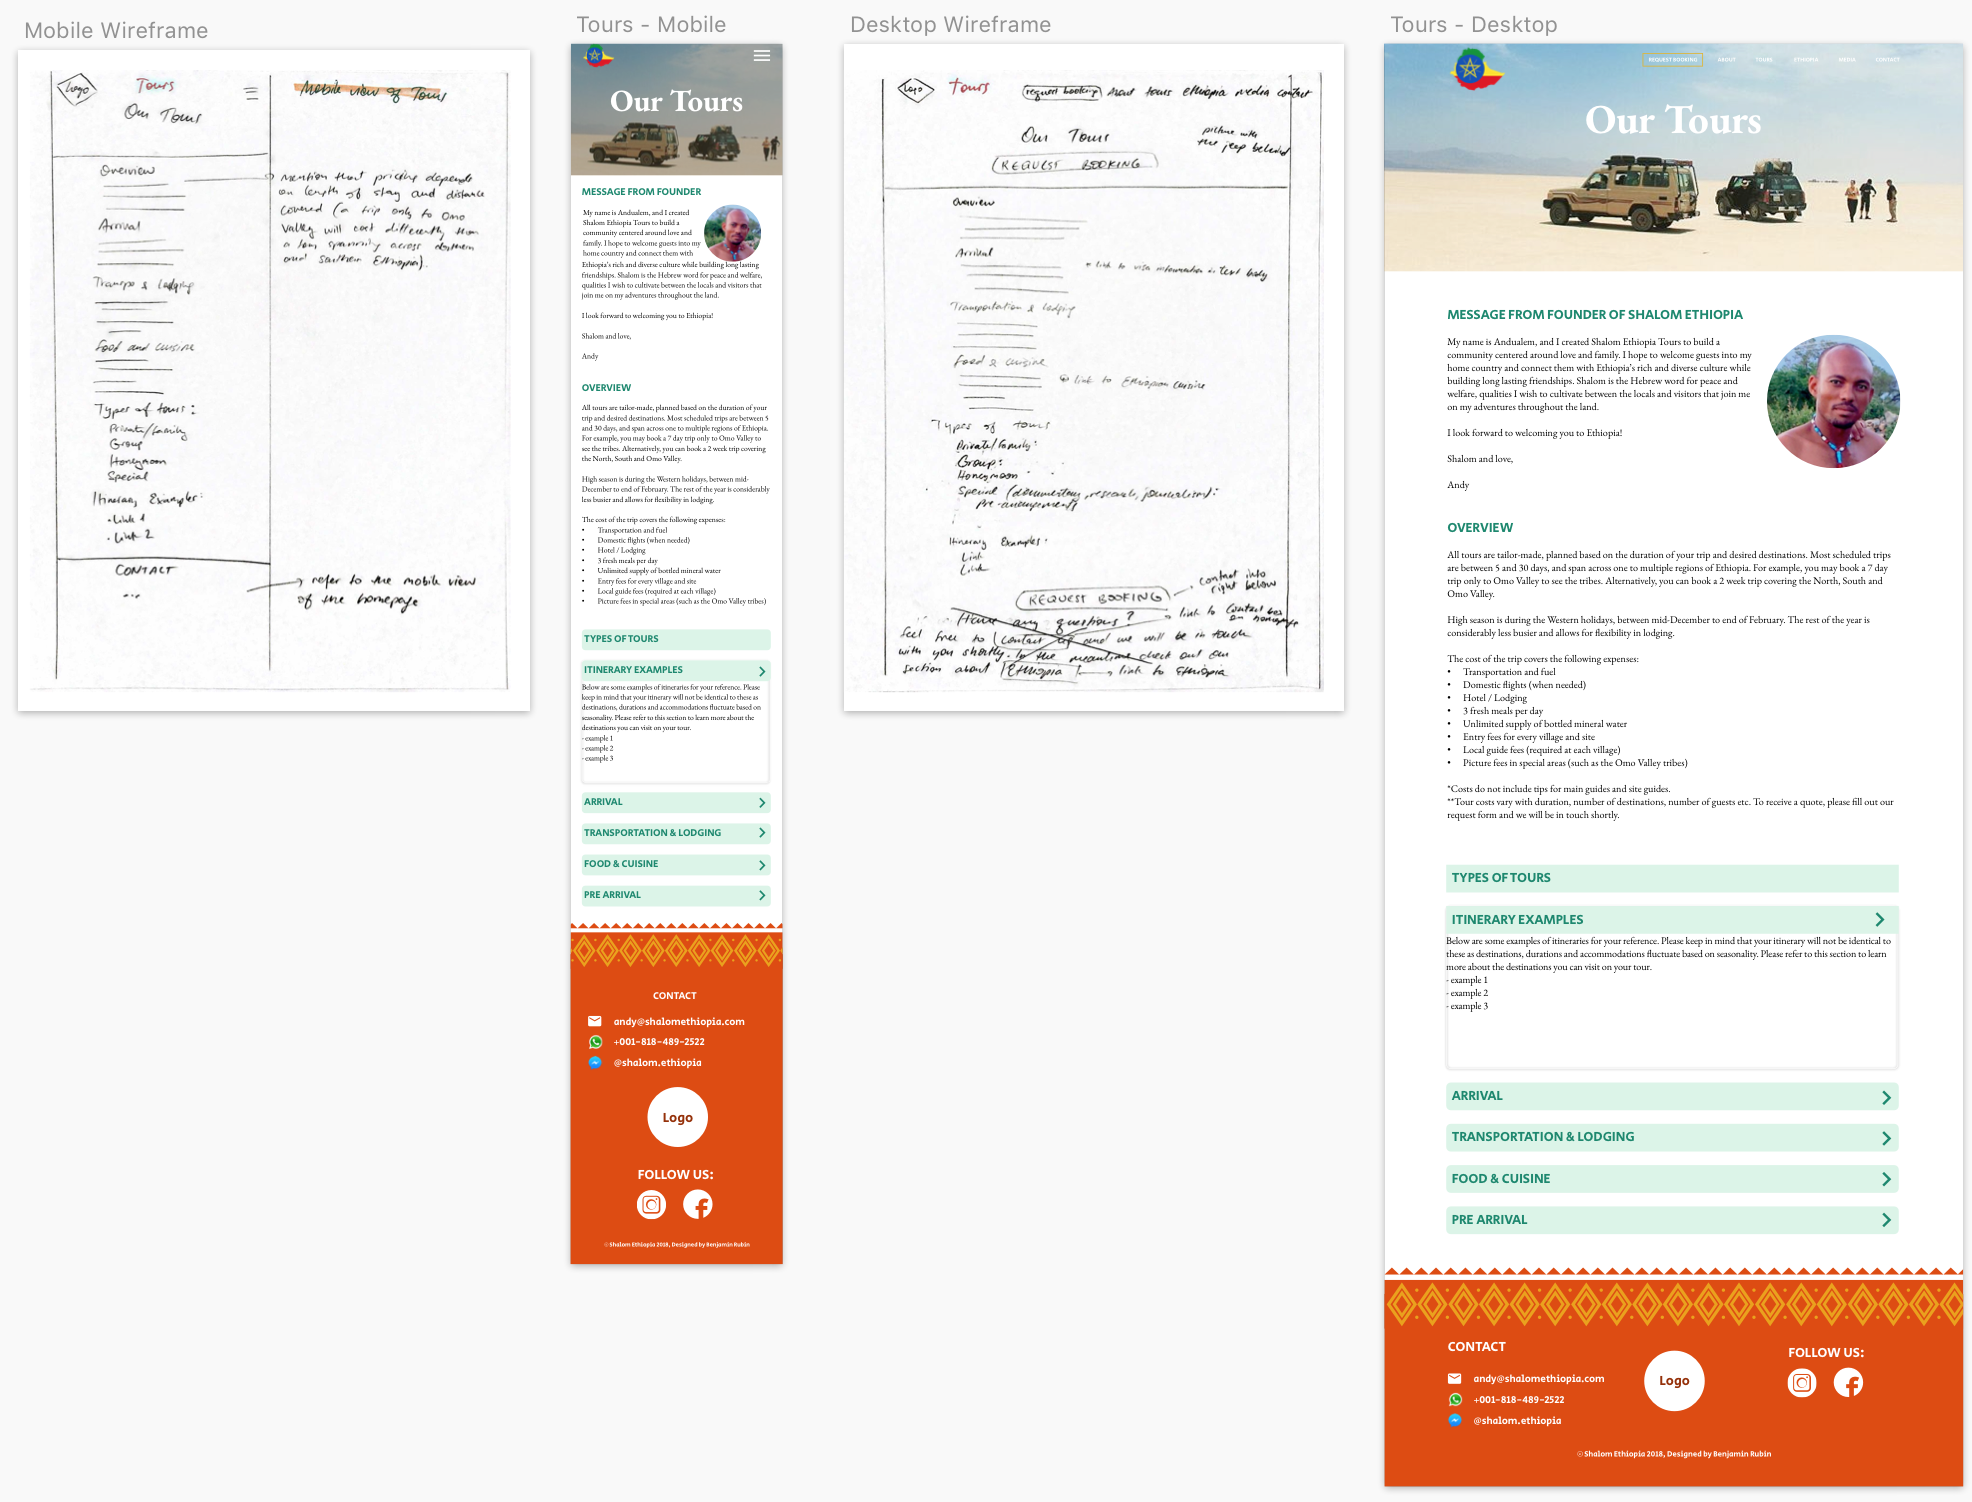 Mobile Wireframe
Logo
Tours
Our Tours
Mobile view of Tours
Overview
Arrival
Transpo & lodging
Food and cuisine
Types of tours:
Private/family
Group
Honeymoon
Special
Itinerary Examples:
• Link 1
• Link 2
CONTACT
...
Mention that pricing depends
on length of stay and distance
covered (a trip only to Omo
Valley will cost differently than
a tour spanning across northern
and southern Ethiopia).
refer to the mobile view
of the homepage
Tours - Mobile
Our Tours
MESSAGE FROM FOUNDER
My name is Andualem, and I created
Shalom Ethiopia Tours to build a
community centered around love and
family. I hope to welcome guests into my
home country and connect them with
Ethiopia's rich and diverse culture while building long lasting
friendships. Shalom is the Hebrew word for peace and welfare,
qualities I wish to cultivate between the locals and visitors that
join me on my adventures throughout the land.
I look forward to welcoming you to Ethiopia!
Shalom and love,
Andy
OVERVIEW
All tours are tailor-made, planned based on the duration of your
trip and desired destinations. Most scheduled trips are between 5
and 30 days, and span across one to multiple regions of Ethiopia.
For example, you may book a 7 day trip only to Omo Valley to
see the tribes. Alternatively, you can book a 2 week trip covering
the North, South and Omo Valley.
High season is during the Western holidays, between mid-
December to end of February. The rest of the year is considerably
less busier and allows for flexibility in lodging.
The cost of the trip covers the following expenses:
• Transportation and fuel
• Domestic flights (when needed)
• Hotel / Lodging
• 3 fresh meals per day
• Unlimited supply of bottled mineral water
• Entry fees for every village and site
• Local guide fees (required at each village)
• Picture fees in special areas (such as the Omo Valley tribes)
TYPES OF TOURS
ITINERARY EXAMPLES
Below are some examples of itineraries for your reference. Please
keep in mind that your itinerary will not be identical to these as
destinations, durations and accommodations fluctuate based on
seasonality. Please refer to this section to learn more about the
destinations you can visit on your tour.
- example 1
- example 2
- example 3
ARRIVAL
TRANSPORTATION & LODGING
FOOD & CUISINE
PRE ARRIVAL
CONTACT
andy@shalomethiopia.com
+001-818-489-2522
@shalom.ethiopia
Logo
FOLLOW US:
© Shalom Ethiopia 2018, Designed by Benjamin Rubin
Desktop Wireframe
Logo
Tours
request booking About tours ethiopia media contact
Our Tours
REQUEST BOOKING
picture with
the jeep behind
Overview
Arrival
* link to visa information in text body
Transportation & lodging
Food & cuisine
link to Ethiopian cuisine
Types of tours
Private/Family:
Group:
Honeymoon
Special (documentary, research, journalism):
Pre-arrangements
Itinerary Examples:
Link
Link
REQUEST BOOKING
contact info
right below
Have any questions?
link to Contact box
on homepage
feel free to contact us and we will be in touch
with you shortly. In the meantime check out our
section about Ethiopia link to Ethiopia
Tours - Desktop
REQUEST BOOKING ABOUT TOURS ETHIOPIA MEDIA CONTACT
Our Tours
MESSAGE FROM FOUNDER OF SHALOM ETHIOPIA
My name is Andualem, and I created Shalom Ethiopia Tours to build a
community centered around love and family. I hope to welcome guests into my
home country and connect them with Ethiopia's rich and diverse culture while
building long lasting friendships. Shalom is the Hebrew word for peace and
welfare, qualities I wish to cultivate between the locals and visitors that join me
on my adventures throughout the land.
I look forward to welcoming you to Ethiopia!
Shalom and love,
Andy
OVERVIEW
All tours are tailor-made, planned based on the duration of your trip and desired destinations. Most scheduled trips
are between 5 and 30 days, and span across one to multiple regions of Ethiopia. For example, you may book a 7 day
trip only to Omo Valley to see the tribes. Alternatively, you can book a 2 week trip covering the North, South and
Omo Valley.
High season is during the Western holidays, between mid-December to end of February. The rest of the year is
considerably less busier and allows for flexibility in lodging.
The cost of the trip covers the following expenses:
• Transportation and fuel
• Domestic flights (when needed)
• Hotel / Lodging
• 3 fresh meals per day
• Unlimited supply of bottled mineral water
• Entry fees for every village and site
• Local guide fees (required at each village)
• Picture fees in special areas (such as the Omo Valley tribes)
*Costs do not include tips for main guides and site guides.
**Tour costs vary with duration, number of destinations, number of guests etc. To receive a quote, please fill out our
request form and we will be in touch shortly.
TYPES OF TOURS
ITINERARY EXAMPLES
Below are some examples of itineraries for your reference. Please keep in mind that your itinerary will not be identical to
these as destinations, durations and accommodations fluctuate based on seasonality. Please refer to this section to learn
more about the destinations you can visit on your tour.
- example 1
- example 2
- example 3
ARRIVAL
TRANSPORTATION & LODGING
FOOD & CUISINE
PRE ARRIVAL
CONTACT
andy@shalomethiopia.com
+001-818-489-2522
@shalom.ethiopia
Logo
FOLLOW US:
© Shalom Ethiopia 2018, Designed by Benjamin Rubin